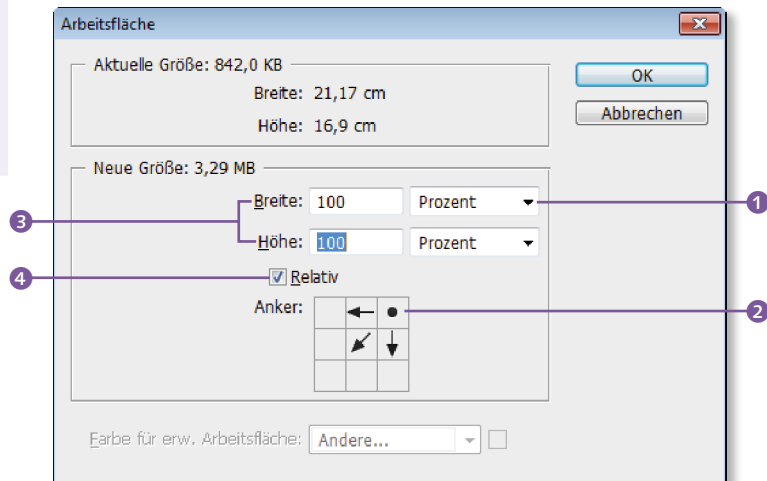 Arbeitsfläche
Aktuelle Größe: 842,0 KB
Breite: 21,17 cm
Höhe: 16,9 cm
OK
Abbrechen
Neue Größe: 3,29 MB
Breite: 100 Prozent
Höhe: 100 Prozent
Relativ
Anker:
Farbe für erw. Arbeitsfläche: Andere...
1
2
3
4